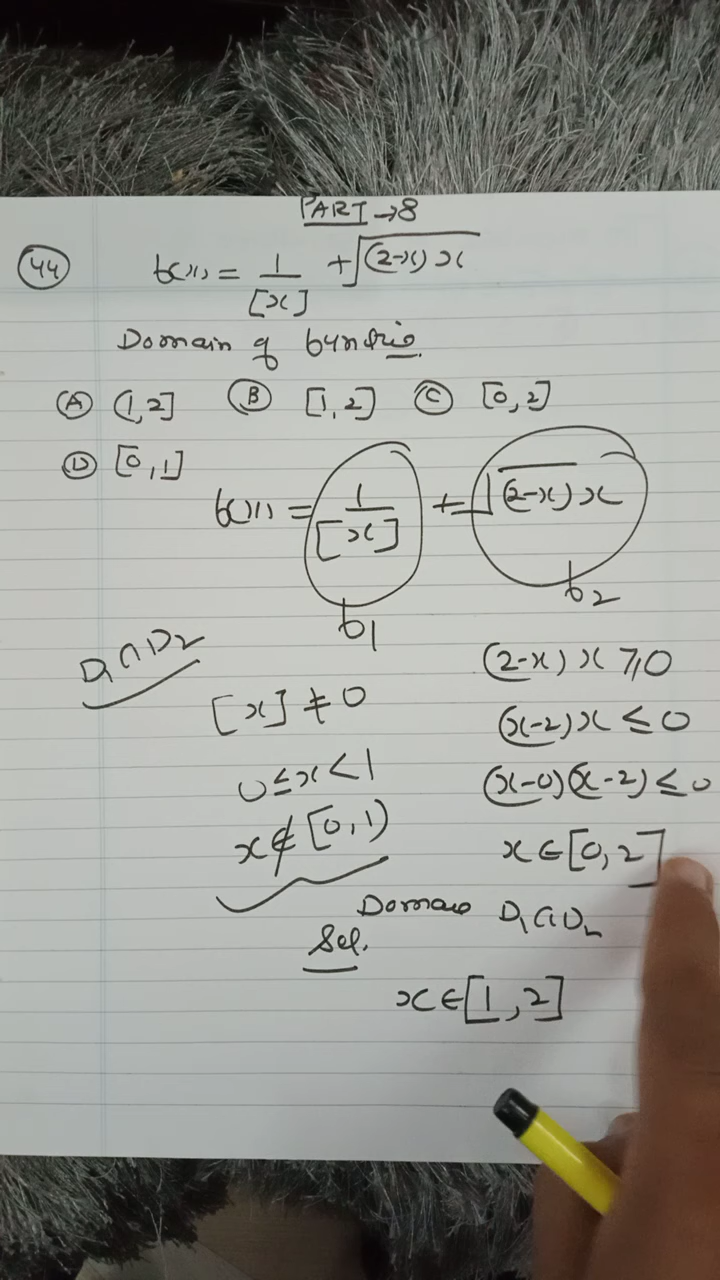 PART → 8
44 f(x) = 1/[x] + √(2-x)x
Domain of function.
(A) (1,2] (B) [1,2] (C) [0,2]
(D) [0,1]
f(x) = 1/[x] + √(2-x)x
f1 f2
D1∩D2
[x] ≠ 0
0≤x<1
x∉[0,1)
(2-x)x ≥0
(x-2)x ≤0
(x-0)(x-2)≤0
x∈[0,2]
Domain D1∩D2
Sol.
x∈[1,2]